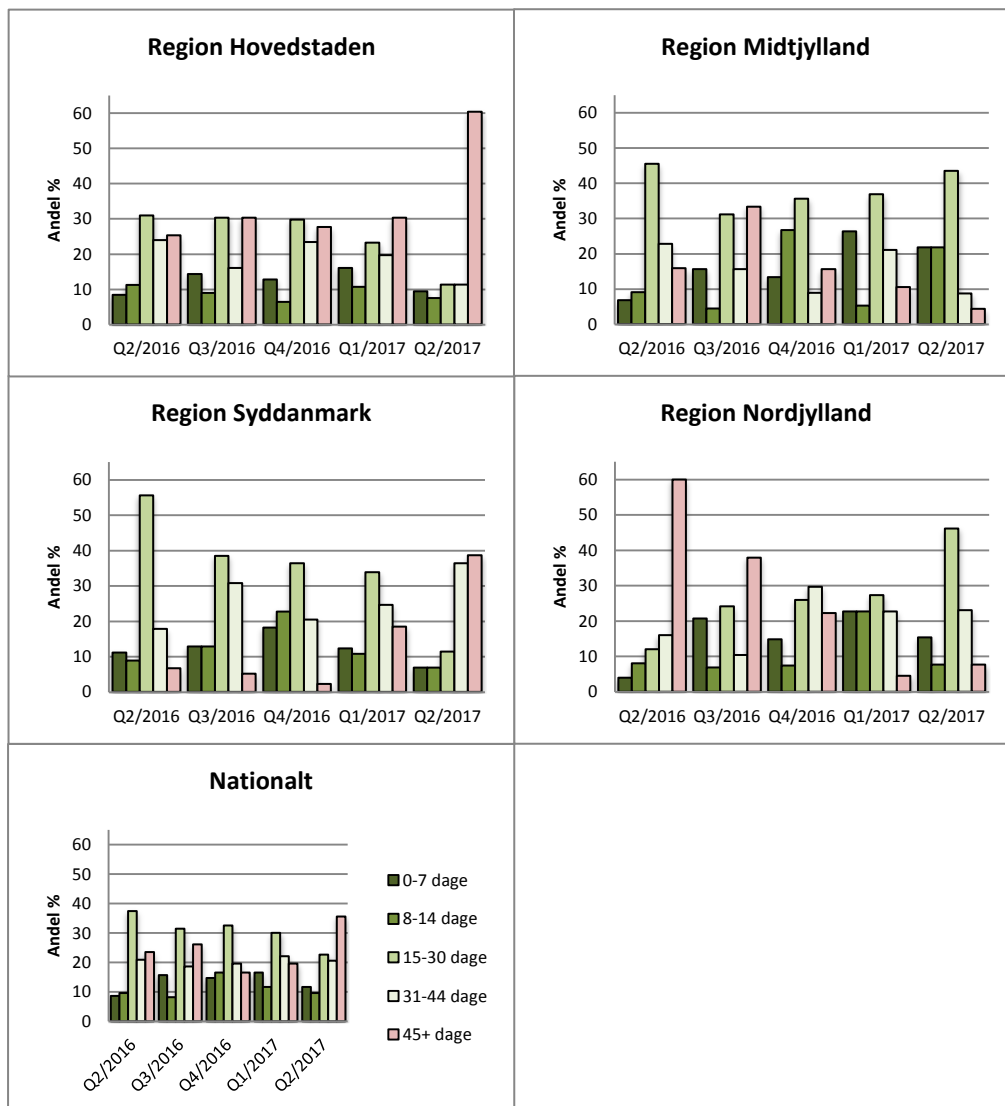 Region Hovedstaden
Andel %
60
50
40
30
20
10
0
Q2/2016 Q3/2016 Q4/2016 Q1/2017 Q2/2017
Region Midtjylland
Andel %
60
50
40
30
20
10
0
Q2/2016 Q3/2016 Q4/2016 Q1/2017 Q2/2017
Region Syddanmark
Andel %
60
50
40
30
20
10
0
Q2/2016 Q3/2016 Q4/2016 Q1/2017 Q2/2017
Region Nordjylland
Andel %
60
50
40
30
20
10
0
Q2/2016 Q3/2016 Q4/2016 Q1/2017 Q2/2017
Nationalt
Andel %
60
50
40
30
20
10
0
Q2/2016 Q3/2016 Q4/2016 Q1/2017 Q2/2017
0-7 dage
8-14 dage
15-30 dage
31-44 dage
45+ dage